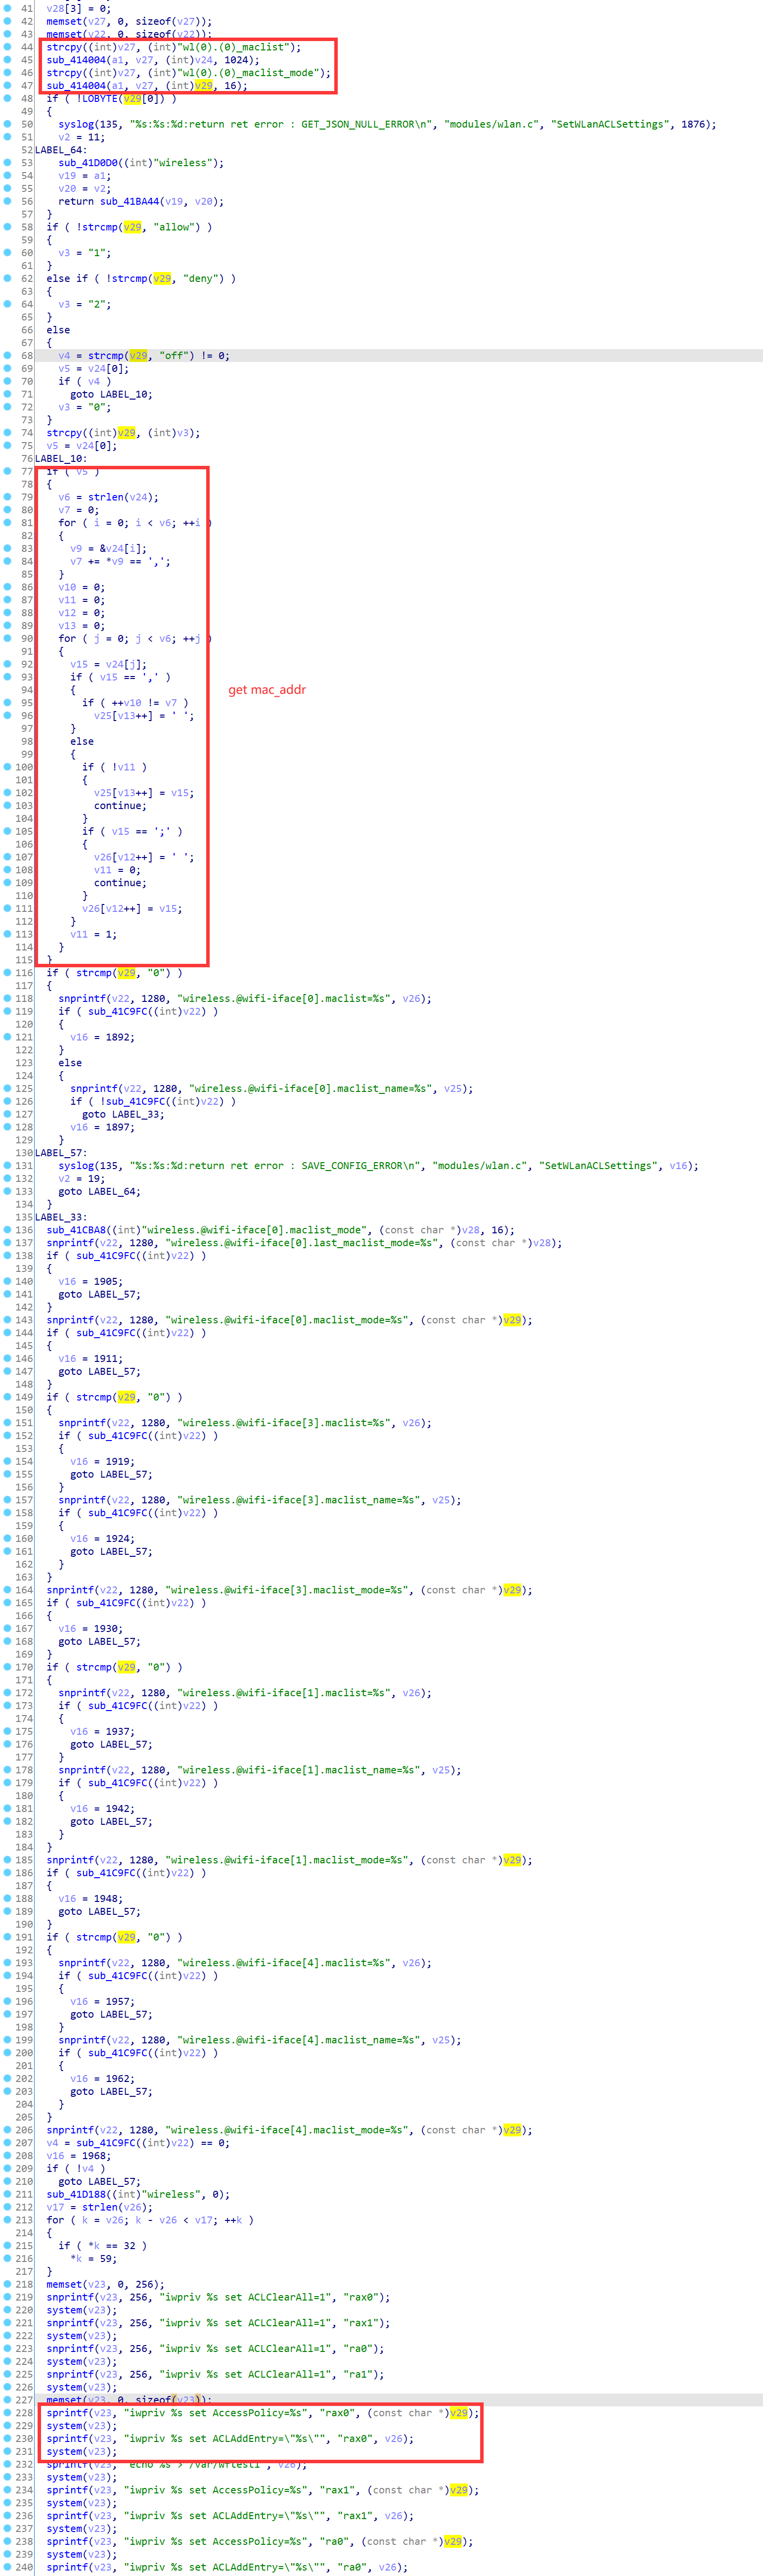 41 v28[3] = 0;
42 memset(v27, 0, sizeof(v27));
43 memset(v22, 0, sizeof(v22));
44 strcpy((int)v27, (int)"wl(0).(0)_maclist");
45 sub_414004(a1, v27, (int)v24, 1024);
46 strcpy((int)v27, (int)"wl(0).(0)_maclist_mode");
47 sub_414004(a1, v27, (int)v29, 16);
48 if ( !LOBYTE(v29[0]) )
49 {
50 syslog(135, "%s:%s:%d:return ret error : GET_JSON_NULL_ERROR\n", "modules/wlan.c", "SetWLanACLSettings", 1876);
51 v2 = 11;
52 LABEL_64:
53 sub_41D0D0((int)"wireless");
54 v19 = a1;
55 v20 = v2;
56 return sub_41BA44(v19, v20);
57 }
58 if ( !strcmp(v29, "allow") )
59 {
60 v3 = "1";
61 }
62 else if ( !strcmp(v29, "deny") )
63 {
64 v3 = "2";
65 }
66 else
67 {
68 v4 = strcmp(v29, "off") != 0;
69 v5 = v24[0];
70 if ( v4 )
71 goto LABEL_10;
72 v3 = "0";
73 }
74 strcpy((int)v29, (int)v3);
75 v5 = v24[0];
76 LABEL_10:
77 if ( v5 )
78 {
79 v6 = strlen(v24);
80 v7 = 0;
81 for ( i = 0; i < v6; ++i )
82 {
83 v9 = &v24[i];
84 v7 += *v9 == ',';
85 }
86 v10 = 0;
87 v11 = 0;
88 v12 = 0;
89 v13 = 0;
90 for ( j = 0; j < v6; ++j )
91 {
92 v15 = v24[j];
93 if ( v15 == ',' )
94 {
95 if ( ++v10 != v7 )
96 v25[v13++] = ' ';
97 }
98 else
99 {
100 if ( !v11 )
101 {
102 v25[v13++] = v15;
103 continue;
104 }
105 if ( v15 == ';' )
106 {
107 v26[v12++] = ' ';
108 v11 = 0;
109 continue;
110 }
111 v26[v12++] = v15;
112 }
113 v11 = 1;
114 }
115 }
get mac_addr
116 if ( strcmp(v29, "0") )
117 {
118 snprintf(v22, 1280, "wireless.@wifi-iface[0].maclist=%s", v26);
119 if ( sub_41C9FC((int)v22) )
120 {
121 v16 = 1892;
122 }
123 else
124 {
125 snprintf(v22, 1280, "wireless.@wifi-iface[0].maclist_name=%s", v25);
126 if ( !sub_41C9FC((int)v22) )
127 goto LABEL_33;
128 v16 = 1897;
129 }
130 LABEL_57:
131 syslog(135, "%s:%s:%d:return ret error : SAVE_CONFIG_ERROR\n", "modules/wlan.c", "SetWLanACLSettings", v16);
132 v2 = 19;
133 goto LABEL_64;
134 }
135 LABEL_33:
136 sub_41CBA8((int)"wireless.@wifi-iface[0].maclist_mode", (const char *)v28, 16);
137 snprintf(v22, 1280, "wireless.@wifi-iface[0].last_maclist_mode=%s", (const char *)v28);
138 if ( sub_41C9FC((int)v22) )
139 {
140 v16 = 1905;
141 goto LABEL_57;
142 }
143 snprintf(v22, 1280, "wireless.@wifi-iface[0].maclist_mode=%s", (const char *)v29);
144 if ( sub_41C9FC((int)v22) )
145 {
146 v16 = 1911;
147 goto LABEL_57;
148 }
149 if ( strcmp(v29, "0") )
150 {
151 snprintf(v22, 1280, "wireless.@wifi-iface[3].maclist=%s", v26);
152 if ( sub_41C9FC((int)v22) )
153 {
154 v16 = 1919;
155 goto LABEL_57;
156 }
157 snprintf(v22, 1280, "wireless.@wifi-iface[3].maclist_name=%s", v25);
158 if ( sub_41C9FC((int)v22) )
159 {
160 v16 = 1924;
161 goto LABEL_57;
162 }
163 }
164 snprintf(v22, 1280, "wireless.@wifi-iface[3].maclist_mode=%s", (const char *)v29);
165 if ( sub_41C9FC((int)v22) )
166 {
167 v16 = 1930;
168 goto LABEL_57;
169 }
170 if ( strcmp(v29, "0") )
171 {
172 snprintf(v22, 1280, "wireless.@wifi-iface[1].maclist=%s", v26);
173 if ( sub_41C9FC((int)v22) )
174 {
175 v16 = 1937;
176 goto LABEL_57;
177 }
178 snprintf(v22, 1280, "wireless.@wifi-iface[1].maclist_name=%s", v25);
179 if ( sub_41C9FC((int)v22) )
180 {
181 v16 = 1942;
182 goto LABEL_57;
183 }
184 }
185 snprintf(v22, 1280, "wireless.@wifi-iface[1].maclist_mode=%s", (const char *)v29);
186 if ( sub_41C9FC((int)v22) )
187 {
188 v16 = 1948;
189 goto LABEL_57;
190 }
191 if ( strcmp(v29, "0") )
192 {
193 snprintf(v22, 1280, "wireless.@wifi-iface[4].maclist=%s", v26);
194 if ( sub_41C9FC((int)v22) )
195 {
196 v16 = 1957;
197 goto LABEL_57;
198 }
199 snprintf(v22, 1280, "wireless.@wifi-iface[4].maclist_name=%s", v25);
200 if ( sub_41C9FC((int)v22) )
201 {
202 v16 = 1962;
203 goto LABEL_57;
204 }
205 }
206 snprintf(v22, 1280, "wireless.@wifi-iface[4].maclist_mode=%s", (const char *)v29);
207 v4 = sub_41C9FC((int)v22) == 0;
208 v16 = 1968;
209 if ( !v4 )
210 goto LABEL_57;
211 sub_41D188((int)"wireless", 0);
212 v17 = strlen(v26);
213 for ( k = v26; k - v26 < v17; ++k )
214 {
215 if ( *k == 32 )
216 *k = 59;
217 }
218 memset(v23, 0, 256);
219 snprintf(v23, 256, "iwpriv %s set ACLClearAll=1", "rax0");
220 system(v23);
221 snprintf(v23, 256, "iwpriv %s set ACLClearAll=1", "rax1");
222 system(v23);
223 snprintf(v23, 256, "iwpriv %s set ACLClearAll=1", "ra0");
224 system(v23);
225 snprintf(v23, 256, "iwpriv %s set ACLClearAll=1", "ra1");
226 system(v23);
227 memset(v23, 0, sizeof(v23));
228 sprintf(v23, "iwpriv %s set AccessPolicy=%s", "rax0", (const char *)v29);
229 system(v23);
230 sprintf(v23, "iwpriv %s set ACLAddEntry=\"%s\"", "rax0", v26);
231 system(v23);
232 sprintf(v23, "echo %s > /var/wftest1", v26);
233 system(v23);
234 sprintf(v23, "iwpriv %s set AccessPolicy=%s", "rax1", (const char *)v29);
235 system(v23);
236 sprintf(v23, "iwpriv %s set ACLAddEntry=\"%s\"", "rax1", v26);
237 system(v23);
238 sprintf(v23, "iwpriv %s set AccessPolicy=%s", "ra0", (const char *)v29);
239 system(v23);
240 sprintf(v23, "iwpriv %s set ACLAddEntry=\"%s\"", "ra0", v26);